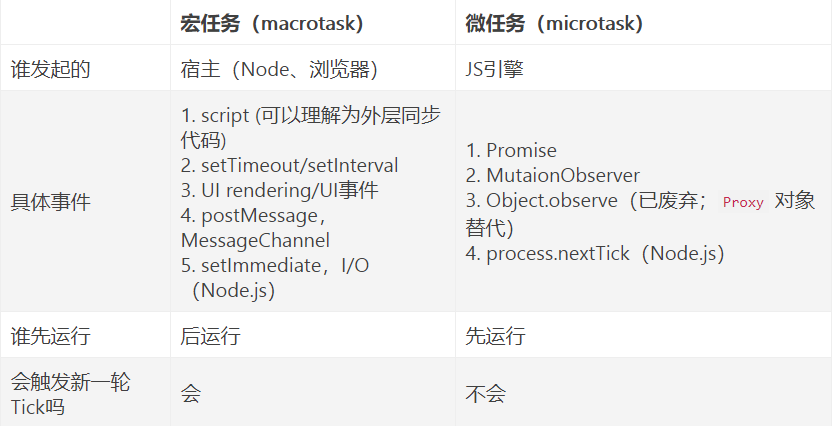 宏任务（macrotask）
微任务（microtask）
谁发起的
宿主（Node、浏览器）
JS引擎
具体事件
1. script (可以理解为外层同步
代码)
2. setTimeout/setInterval
3. UI rendering/UI事件
4. postMessage，
MessageChannel
5. setImmediate，I/O
（Node.js）
1. Promise
2. MutaionObserver
3. Object.observe（已废弃；Proxy 对象
替代）
4. process.nextTick（Node.js）
谁先运行
后运行
先运行
会触发新一轮
Tick吗
会
不会